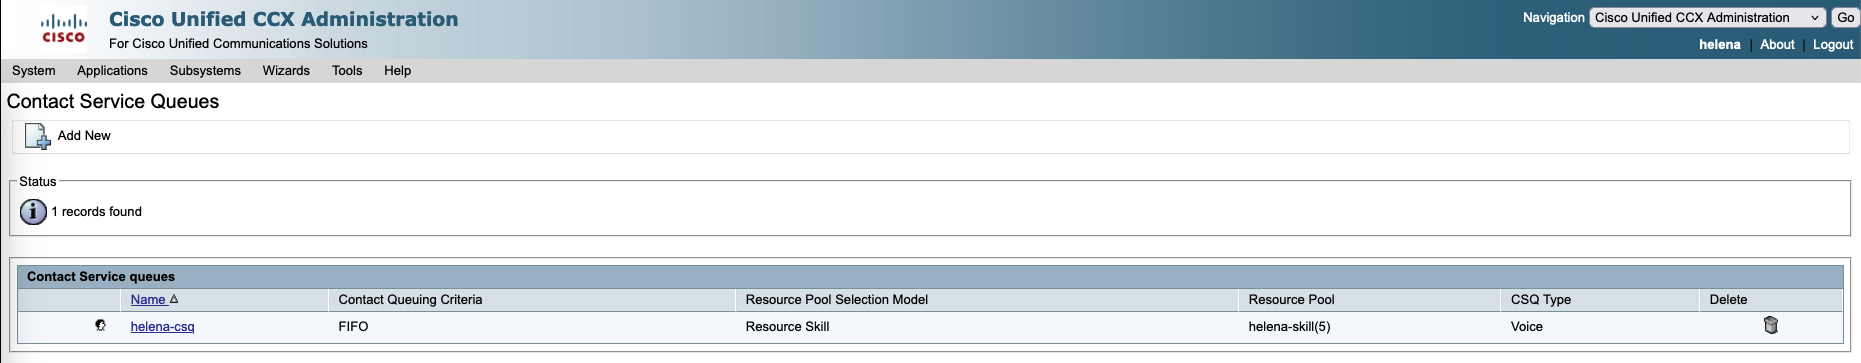 Cisco Unified CCX Administration
Navigation Cisco Unified CCX Administration Go
CISCO
For Cisco Unified Communications Solutions
helena | About | Logout
System Applications Subsystems Wizards Tools Help
Contact Service Queues
Add New
Status
i 1 records found
Contact Service queues
Name Contact Queuing Criteria Resource Pool Selection Model Resource Pool CSQ Type Delete
helena-csq FIFO Resource Skill helena-skill(5) Voice